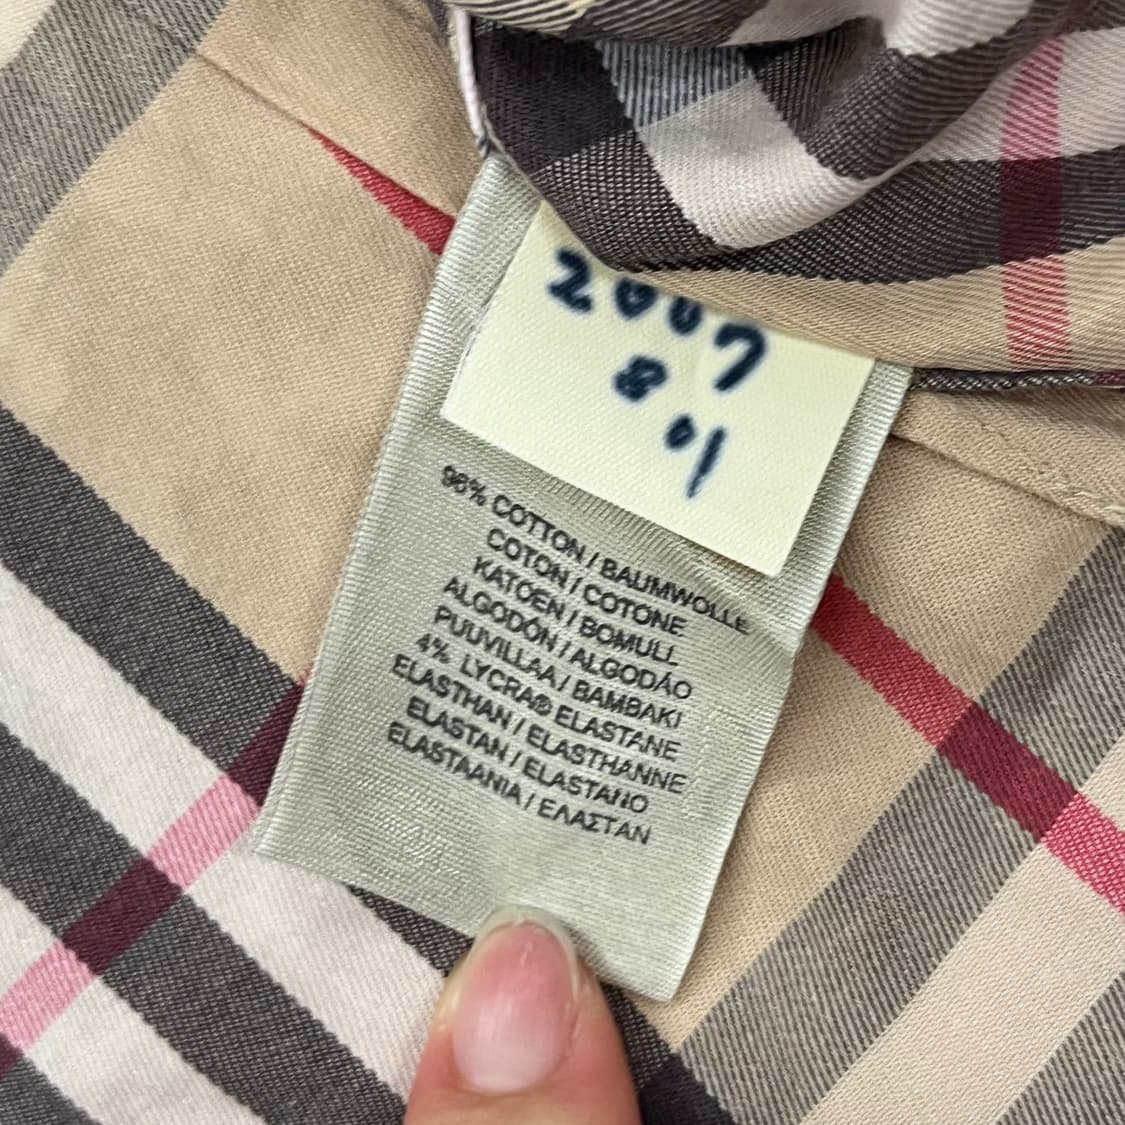 2007
8
01
96% COTTON / BAUMWOLLE
COTON / COTONE
KATOEN / BOMULL
ALGODÓN / ALGODÃO
PUUVILLAA / BAMBAKI
4% LYCRA® ELASTANE
ELASTHAN / ELASTHANNE
ELASTAN / ELASTANO
ELASTAANIA / ΕΛΑΣΤΑΝ